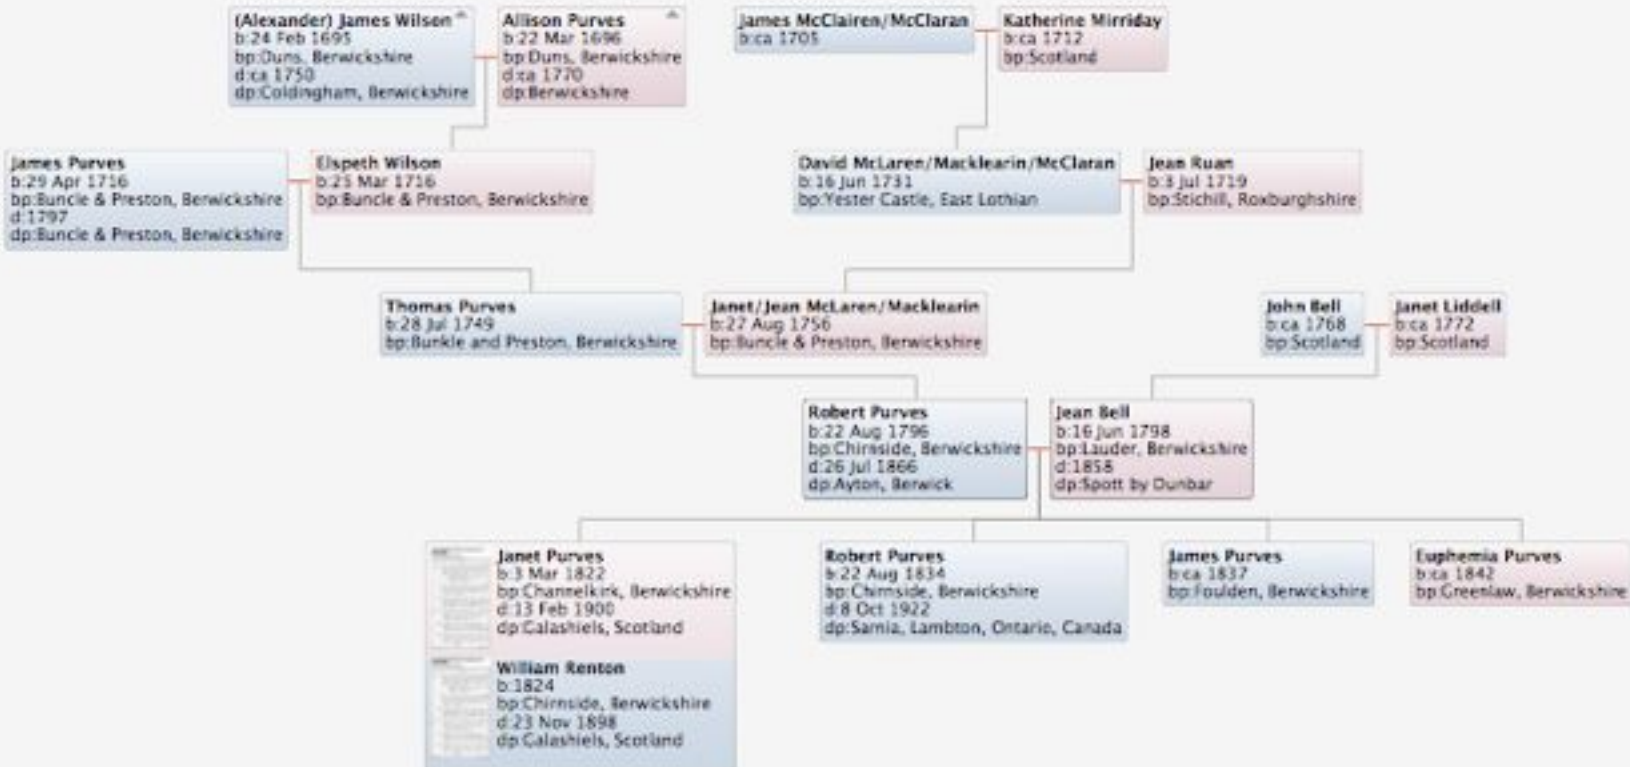 (Alexander) James Wilson
b:24 Feb 1695
bp:Duns, Berwickshire
d:ca 1750
dp:Coldingham, Berwickshire
Allison Purves
b:22 Mar 1696
bp:Duns, Berwickshire
d:ca 1770
dp:Berwickshire
James McClairen/McClaran
b:ca 1705
Katherine Mirriday
b:ca 1712
bp:Scotland
James Purves
b:29 Apr 1716
bp:Buncle & Preston, Berwickshire
d:1797
dp:Buncle & Preston, Berwickshire
Elspeth Wilson
b:25 Mar 1716
bp:Buncle & Preston, Berwickshire
David McLaren/Macklearin/McClaran
b:16 Jun 1731
bp:Yester Castle, East Lothian
Jean Ruan
b:3 Jul 1719
bp:Stichill, Roxburghshire
Thomas Purves
b:28 Jul 1749
bp:Bunkle and Preston, Berwickshire
Janet/Jean McLaren/Macklearin
b:27 Aug 1756
bp:Buncle & Preston, Berwickshire
John Bell
b:ca 1768
bp:Scotland
Janet Liddell
b:ca 1772
bp:Scotland
Robert Purves
b:22 Aug 1796
bp:Chirnside, Berwickshire
d:26 Jul 1866
dp:Ayton, Berwick
Jean Bell
b:16 Jun 1798
bp:Lauder, Berwickshire
d:1858
dp:Spott by Dunbar
Janet Purves
b:3 Mar 1822
bp:Channelkirk, Berwickshire
d:13 Feb 1900
dp:Galashiels, Scotland
William Renton
b:1824
bp:Chirnside, Berwickshire
d:23 Nov 1898
dp:Galashiels, Scotland
Robert Purves
b:22 Aug 1834
bp:Chirnside, Berwickshire
d:8 Oct 1922
dp:Sarnia, Lambton, Ontario, Canada
James Purves
b:ca 1837
bp:Foulden, Berwickshire
Euphemia Purves
b:ca 1842
bp:Greenlaw, Berwickshire